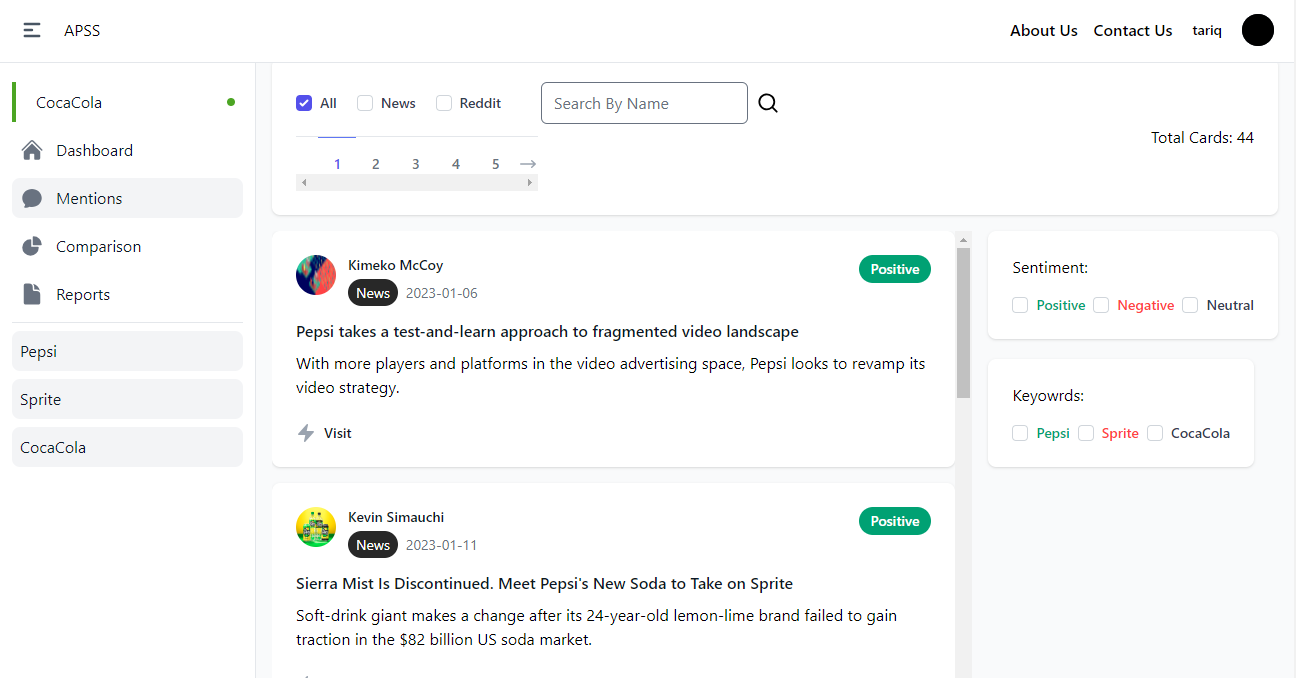 APSS
About Us Contact Us tariq
CocaCola
Dashboard
Mentions
Comparison
Reports
Pepsi
Sprite
CocaCola
All News Reddit Search By Name
1 2 3 4 5
Total Cards: 44
Kimeko McCoy
News 2023-01-06
Positive
Pepsi takes a test-and-learn approach to fragmented video landscape
With more players and platforms in the video advertising space, Pepsi looks to revamp its
video strategy.
Visit
Kevin Simauchi
News 2023-01-11
Positive
Sierra Mist Is Discontinued. Meet Pepsi's New Soda to Take on Sprite
Soft-drink giant makes a change after its 24-year-old lemon-lime brand failed to gain
traction in the $82 billion US soda market.
Sentiment:
Positive Negative Neutral
Keyowrds:
Pepsi Sprite CocaCola